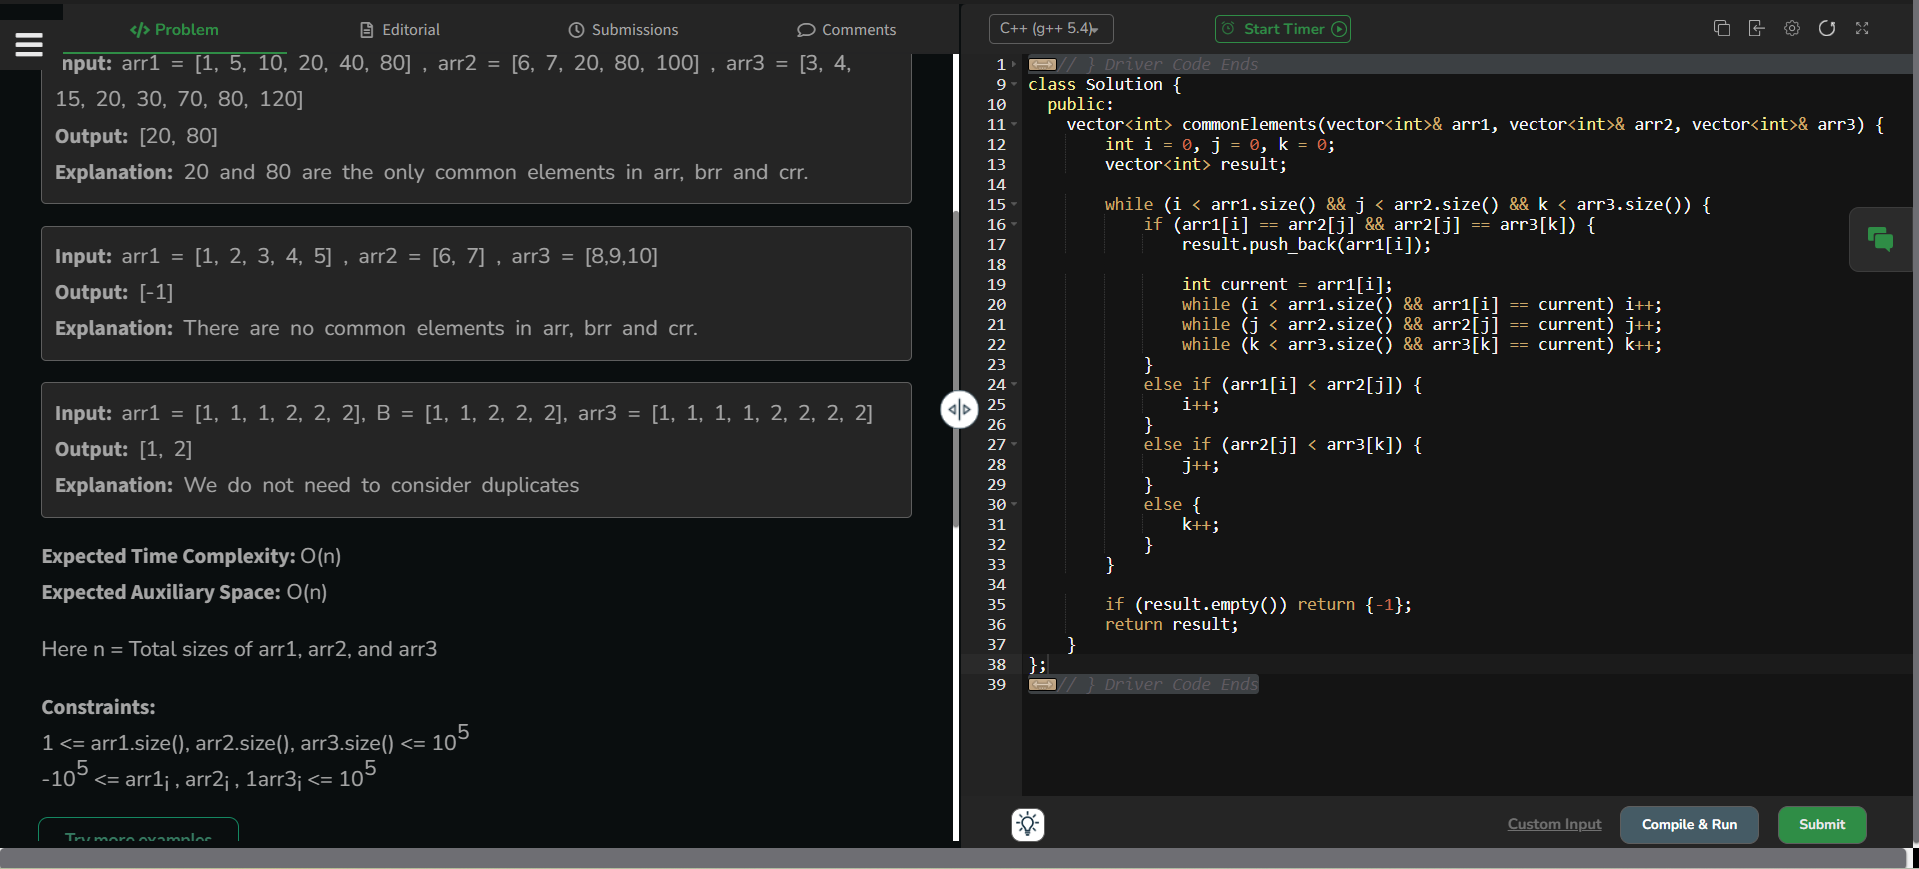 </> Problem
Editorial
Submissions
Comments
nput: arr1 = [1, 5, 10, 20, 40, 80] , arr2 = [6, 7, 20, 80, 100] , arr3 = [3, 4,
15, 20, 30, 70, 80, 120]
Output: [20, 80]
Explanation: 20 and 80 are the only common elements in arr, brr and crr.
Input: arr1 = [1, 2, 3, 4, 5] , arr2 = [6, 7] , arr3 = [8,9,10]
Output: [-1]
Explanation: There are no common elements in arr, brr and crr.
Input: arr1 = [1, 1, 1, 2, 2, 2], B = [1, 1, 2, 2, 2], arr3 = [1, 1, 1, 1, 2, 2, 2, 2]
Output: [1, 2]
Explanation: We do not need to consider duplicates
Expected Time Complexity: O(n)
Expected Auxiliary Space: O(n)
Here n = Total sizes of arr1, arr2, and arr3
Constraints:
1 <= arr1.size(), arr2.size(), arr3.size() <= 10^5
-10^5 <= arr1i , arr2i , 1arr3i <= 10^5
Try more examples
C++ (g++ 5.4)
Start Timer
1 // } Driver Code Ends
9 class Solution {
10 public:
11 vector<int> commonElements(vector<int>& arr1, vector<int>& arr2, vector<int>& arr3) {
12 int i = 0, j = 0, k = 0;
13 vector<int> result;
14
15 while (i < arr1.size() && j < arr2.size() && k < arr3.size()) {
16 if (arr1[i] == arr2[j] && arr2[j] == arr3[k]) {
17 result.push_back(arr1[i]);
18
19 int current = arr1[i];
20 while (i < arr1.size() && arr1[i] == current) i++;
21 while (j < arr2.size() && arr2[j] == current) j++;
22 while (k < arr3.size() && arr3[k] == current) k++;
23 }
24 else if (arr1[i] < arr2[j]) {
25 i++;
26 }
27 else if (arr2[j] < arr3[k]) {
28 j++;
29 }
30 else {
31 k++;
32 }
33 }
34
35 if (result.empty()) return {-1};
36 return result;
37 }
38 };
39 // } Driver Code Ends
Custom Input
Compile & Run
Submit